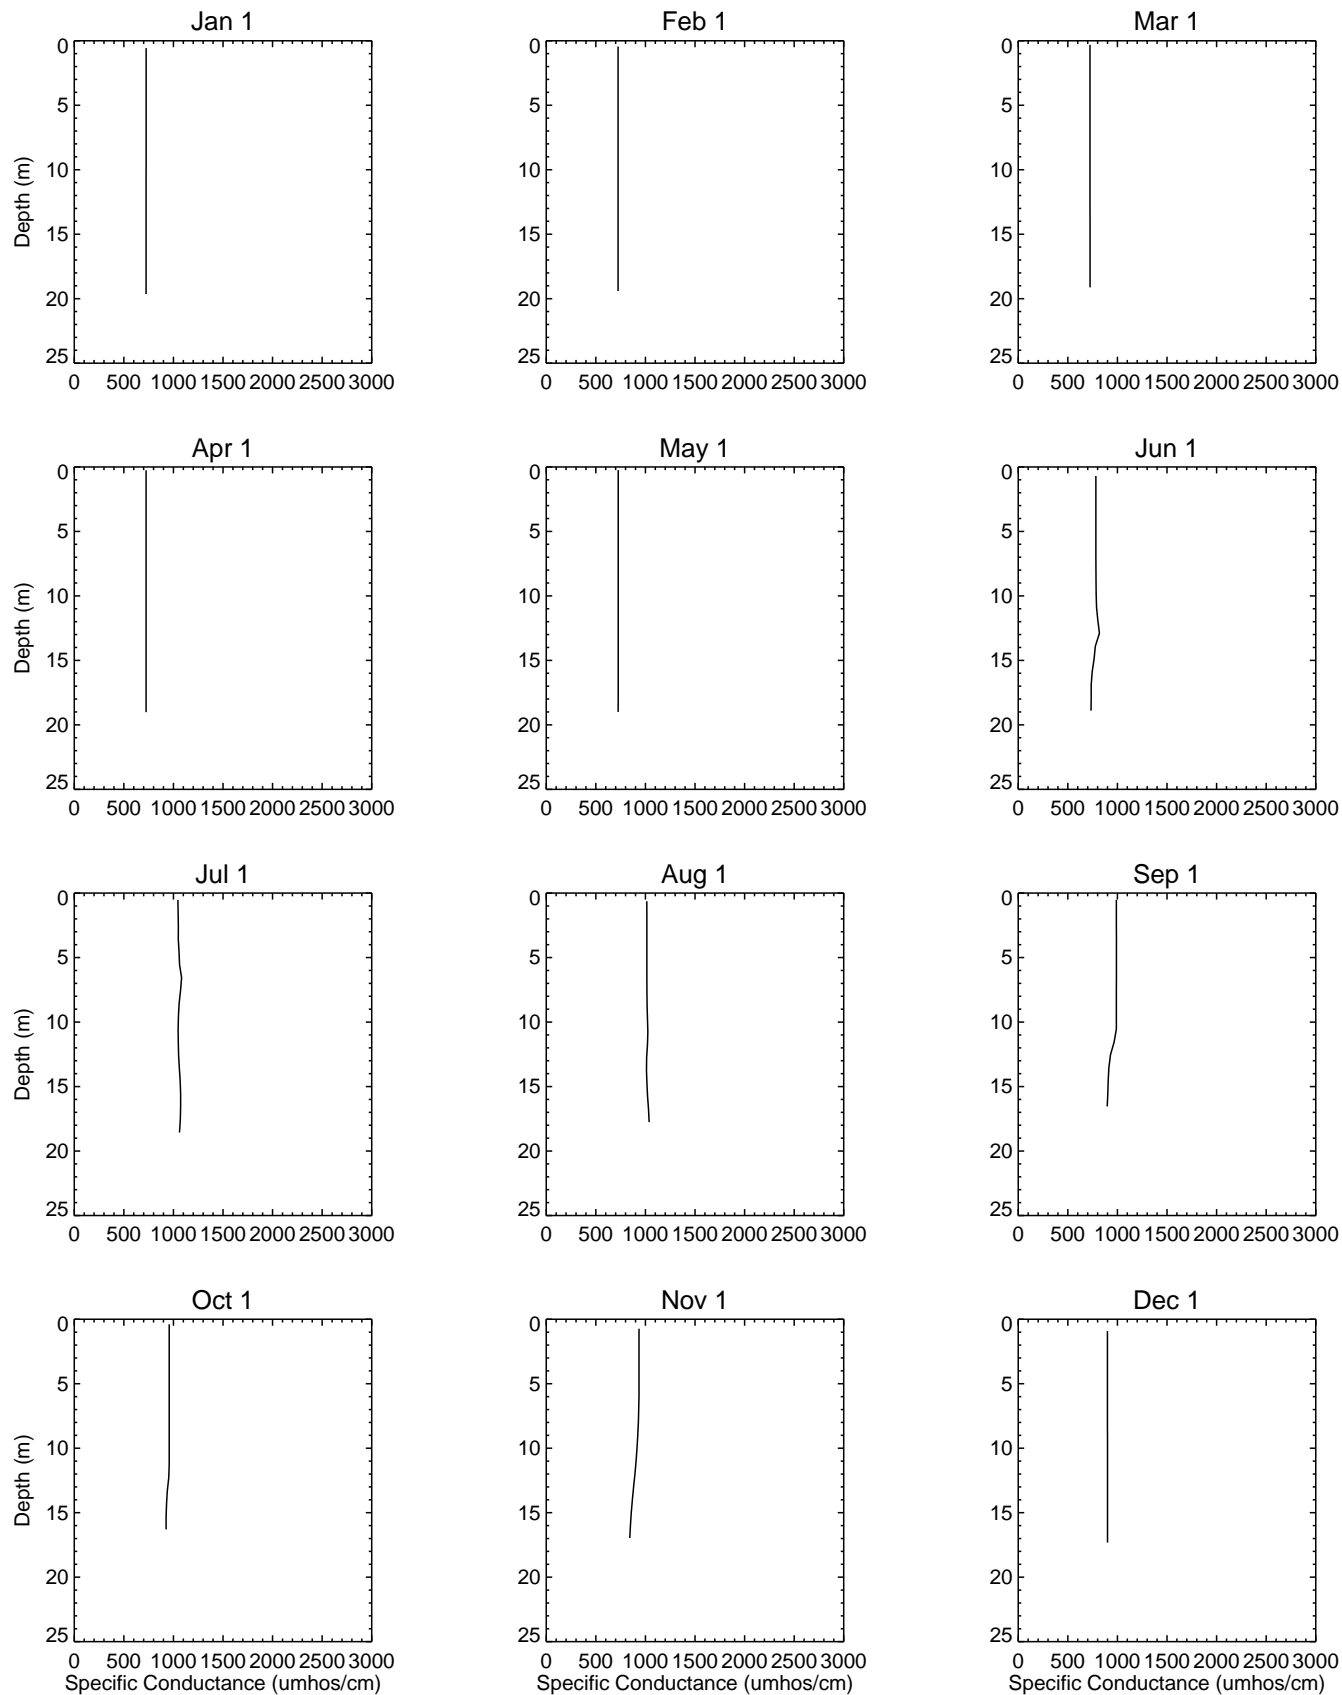 Jan 1 Feb 1 Mar 1
0 0 0
5 5 5
10 10 10
15 15 15
20 20 20
25 25 25
Depth (m)
0 500 1000 1500 2000 2500 3000 0 500 1000 1500 2000 2500 3000 0 500 1000 1500 2000 2500 3000
Apr 1 May 1 Jun 1
0 0 0
5 5 5
10 10 10
15 15 15
20 20 20
25 25 25
Depth (m)
0 500 1000 1500 2000 2500 3000 0 500 1000 1500 2000 2500 3000 0 500 1000 1500 2000 2500 3000
Jul 1 Aug 1 Sep 1
0 0 0
5 5 5
10 10 10
15 15 15
20 20 20
25 25 25
Depth (m)
0 500 1000 1500 2000 2500 3000 0 500 1000 1500 2000 2500 3000 0 500 1000 1500 2000 2500 3000
Oct 1 Nov 1 Dec 1
0 0 0
5 5 5
10 10 10
15 15 15
20 20 20
25 25 25
Depth (m)
0 500 1000 1500 2000 2500 3000 0 500 1000 1500 2000 2500 3000 0 500 1000 1500 2000 2500 3000
Specific Conductance (umhos/cm) Specific Conductance (umhos/cm) Specific Conductance (umhos/cm)